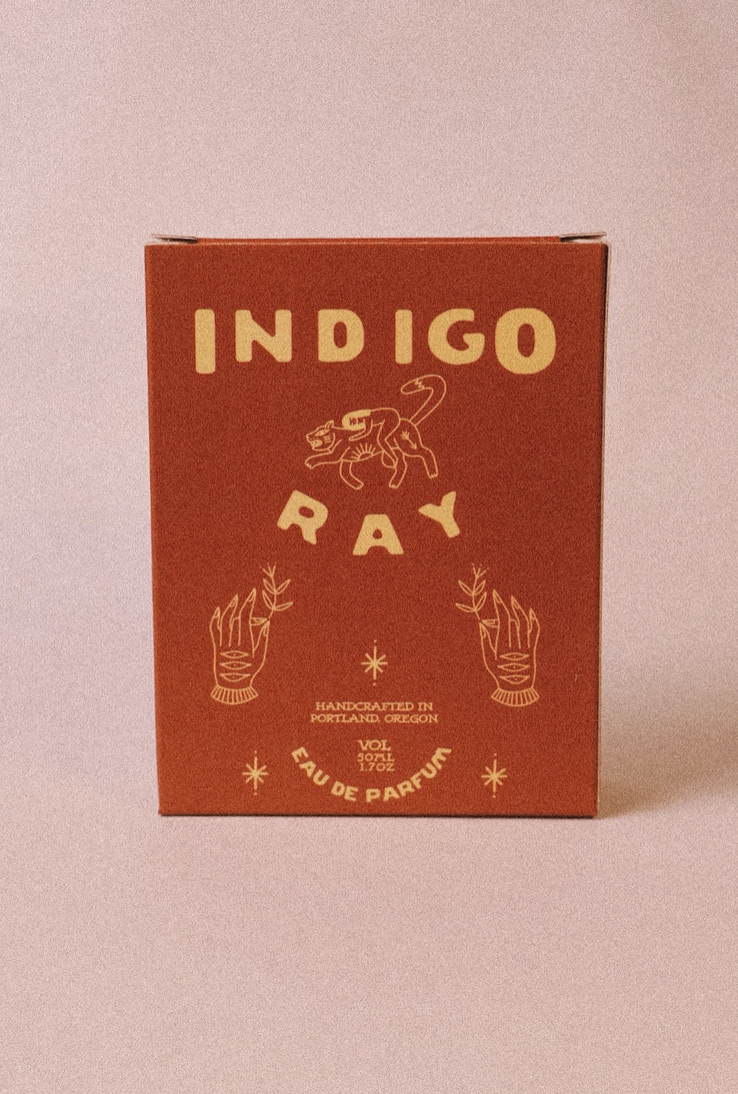 INDIGO
RAY
HANDCRAFTED IN
PORTLAND, OREGON
VOL
50ML
1.7OZ
EAU DE PARFUM